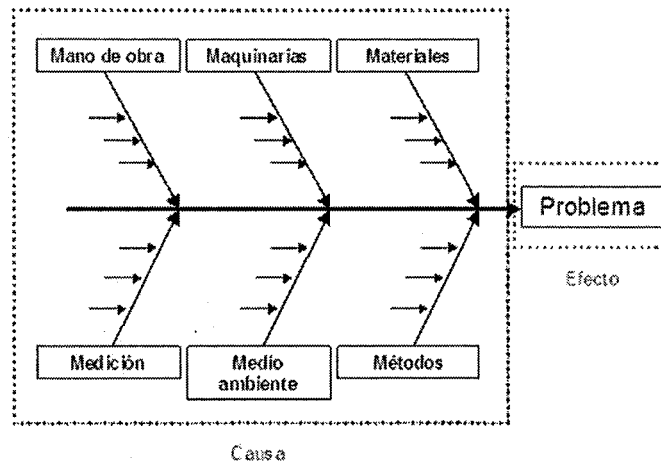 Mano de obra
Maquinarias
Materiales
Problema
Efecto
Medición
Medio
ambiente
Métodos
Causa